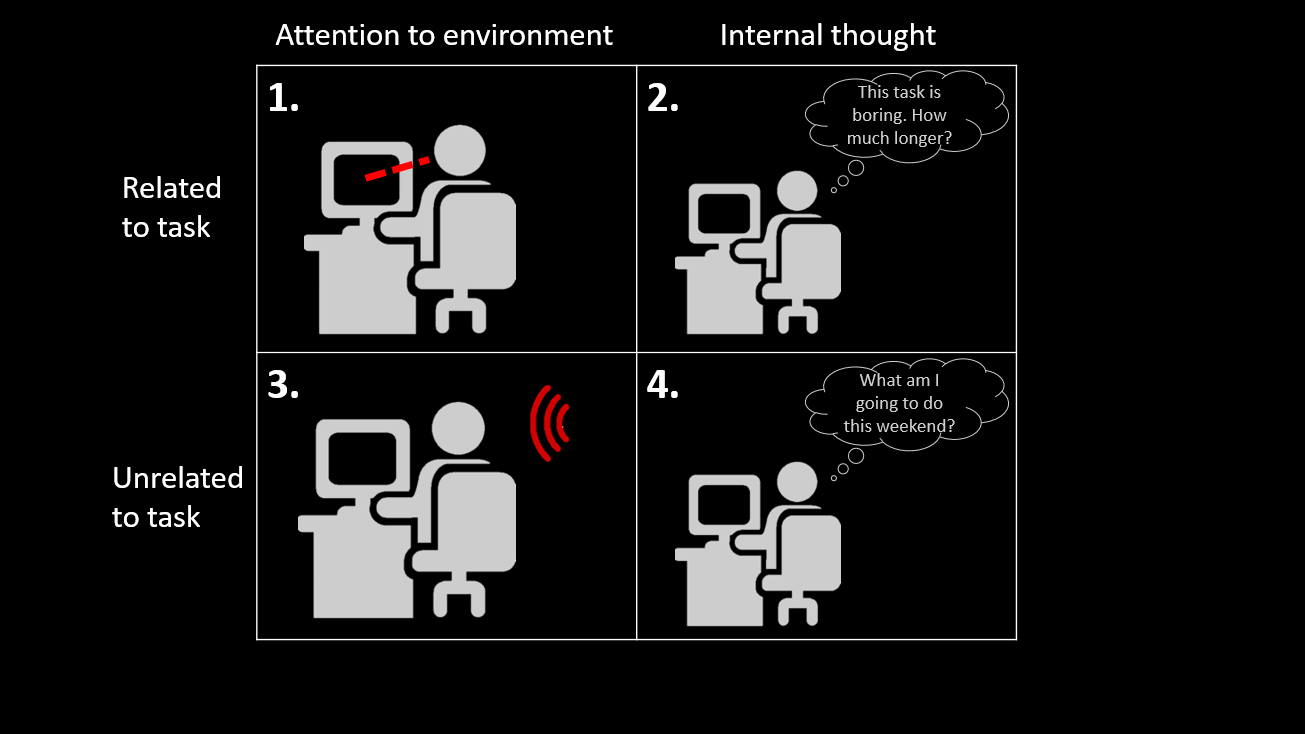 Attention to environment
Internal thought
Related
to task
1.
2.
This task is
boring. How
much longer?
Unrelated
to task
3.
4.
What am I
going to do
this weekend?